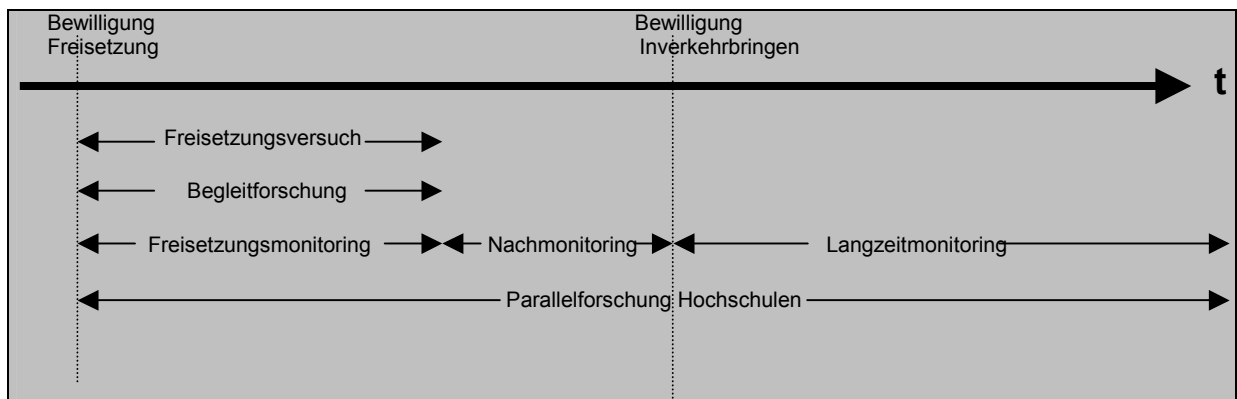 Bewilligung
Freisetzung
Bewilligung
Inverkehrbringen
t
Freisetzungsversuch
Begleitforschung
Freisetzungsmonitoring
Nachmonitoring
Langzeitmonitoring
Parallelforschung Hochschulen